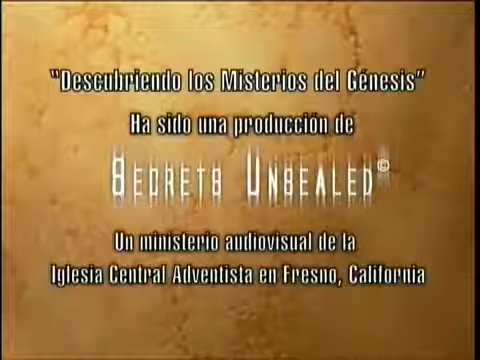 “Descubriendo los Misterios del Génesis”
Ha sido una producción de
Secrets Unsealed©
Un ministerio audiovisual de la
Iglesia Central Adventista en Fresno, California